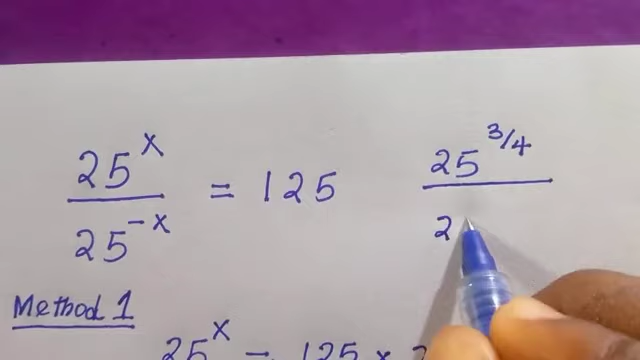 25^x / 25^-x = 125
25^3/4 / 2
Method 1
25^x = 125 ×